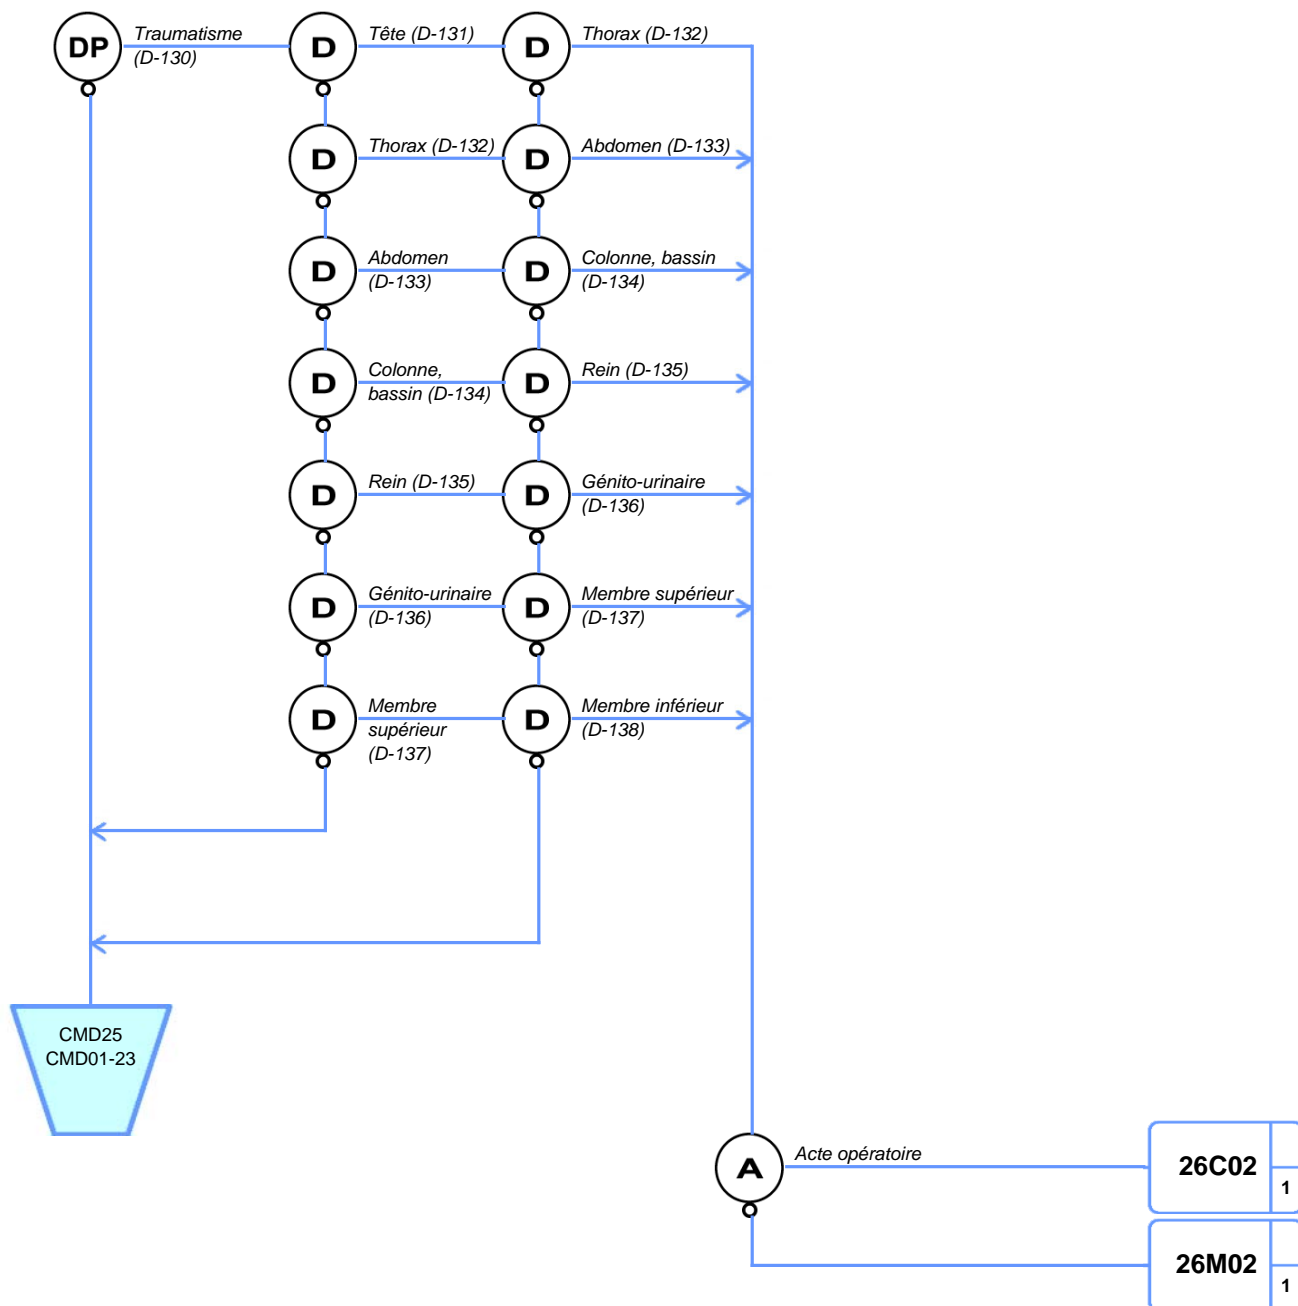 DP
Traumatisme
(D-130)
D
Tête (D-131)
D
Thorax (D-132)
D
Thorax (D-132)
D
Abdomen (D-133)
D
Abdomen
(D-133)
D
Colonne, bassin
(D-134)
D
Colonne,
bassin (D-134)
D
Rein (D-135)
D
Rein (D-135)
D
Génito-urinaire
(D-136)
D
Génito-urinaire
(D-136)
D
Membre supérieur
(D-137)
D
Membre
supérieur
(D-137)
D
Membre inférieur
(D-138)
CMD25
CMD01-23
A
Acte opératoire
26C02
1
26M02
1